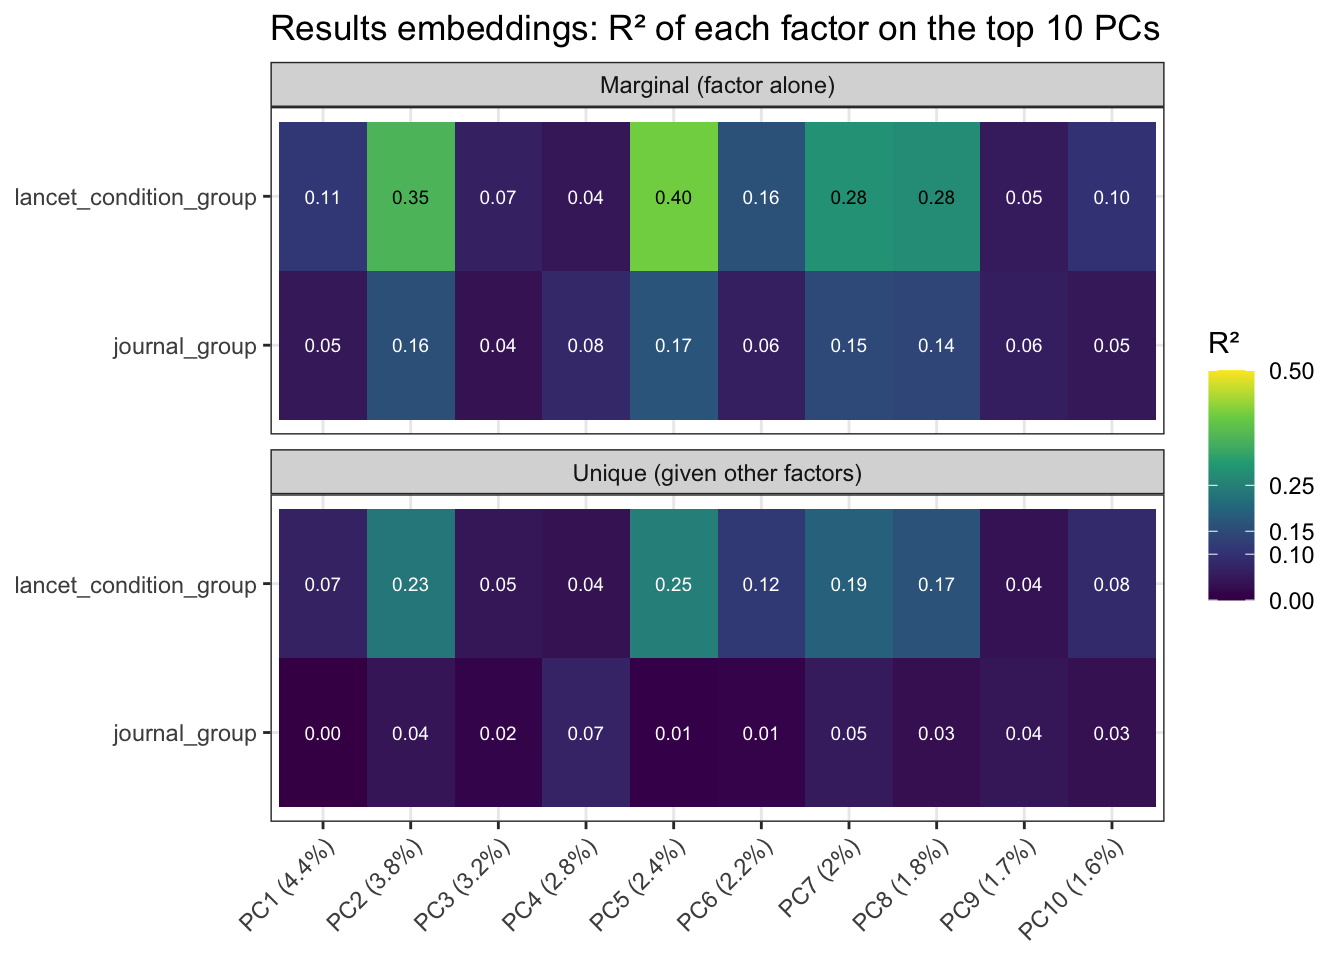 Results embeddings: R² of each factor on the top 10 PCs
Marginal (factor alone)
lancet_condition_group
0.11 0.35 0.07 0.04 0.40 0.16 0.28 0.28 0.05 0.10
journal_group
0.05 0.16 0.04 0.08 0.17 0.06 0.15 0.14 0.06 0.05
Unique (given other factors)
lancet_condition_group
0.07 0.23 0.05 0.04 0.25 0.12 0.19 0.17 0.04 0.08
journal_group
0.00 0.04 0.02 0.07 0.01 0.01 0.05 0.03 0.04 0.03
PC1 (4.4%)
PC2 (3.8%)
PC3 (3.2%)
PC4 (2.8%)
PC5 (2.4%)
PC6 (2.2%)
PC7 (2%)
PC8 (1.8%)
PC9 (1.7%)
PC10 (1.6%)
R²
0.50
0.25
0.15
0.10
0.00